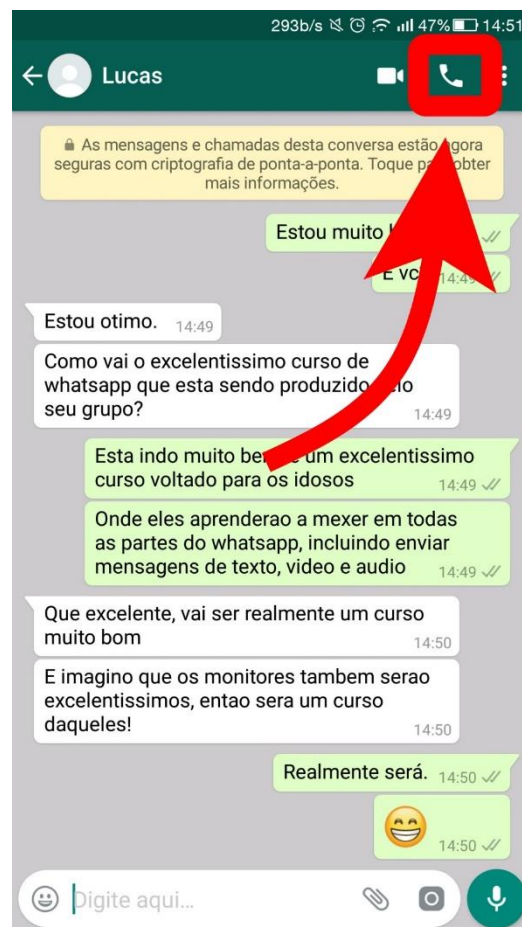 293b/s 47% 14:51
Lucas
As mensagens e chamadas desta conversa estão agora
seguras com criptografia de ponta-a-ponta. Toque para obter
mais informações.
Estou muito
E vc 14:49
Estou otimo. 14:49
Como vai o excelentissimo curso de
whatsapp que esta sendo produzido
seu grupo? 14:49
Esta indo muito um excelentissimo
curso voltado para os idosos 14:49
Onde eles aprenderao a mexer em todas
as partes do whatsapp, incluindo enviar
mensagens de texto, video e audio 14:49
Que excelente, vai ser realmente um curso
muito bom 14:50
E imagino que os monitores tambem serao
excelentissimos, entao sera um curso
daqueles! 14:50
Realmente será. 14:50
14:50
Digite aqui...